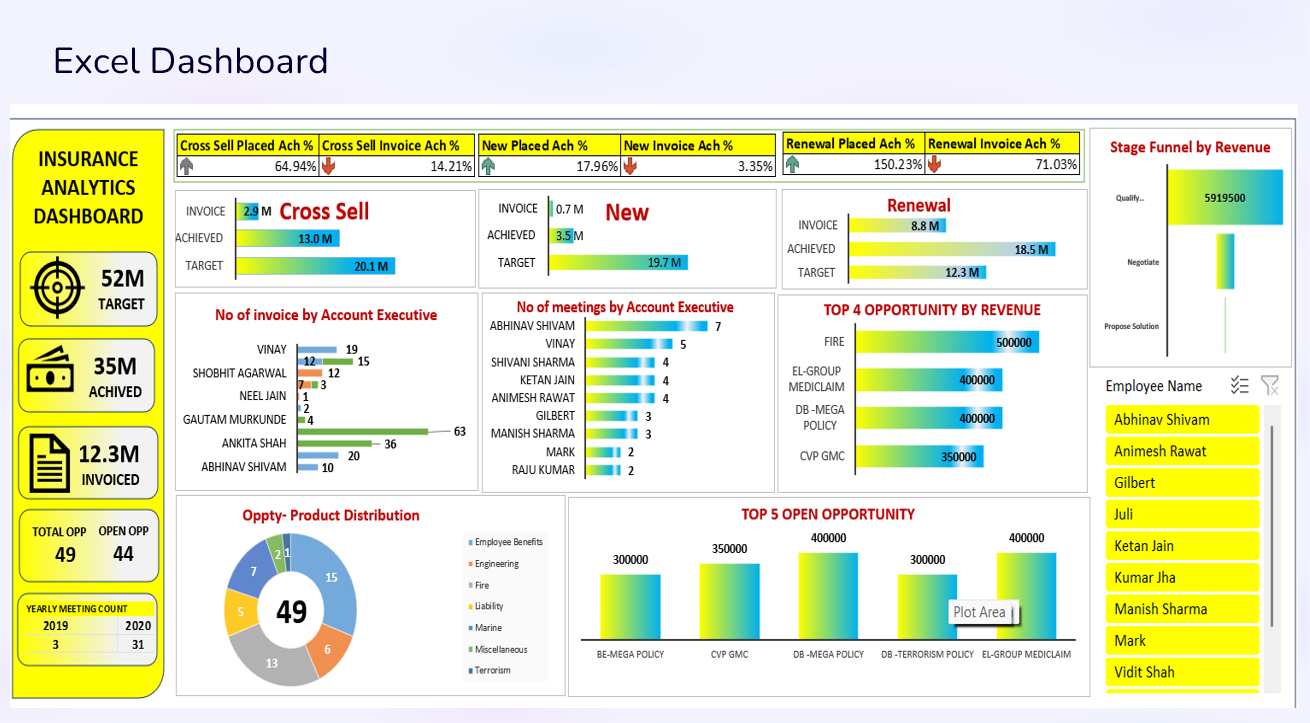 Excel Dashboard
INSURANCE
ANALYTICS
DASHBOARD
52M
TARGET
35M
ACHIVED
12.3M
INVOICED
TOTAL OPP OPEN OPP
49 44
YEARLY MEETING COUNT
2019 2020
3 31
Cross Sell Placed Ach % Cross Sell Invoice Ach %
64.94% 14.21%
New Placed Ach % New Invoice Ach %
17.96% 3.35%
Renewal Placed Ach % Renewal Invoice Ach %
150.23% 71.03%
Cross Sell
INVOICE 2.9 M
ACHIEVED 13.0 M
TARGET 20.1 M
New
INVOICE 0.7 M
ACHIEVED 3.5 M
TARGET 19.7 M
Renewal
INVOICE 8.8 M
ACHIEVED 18.5 M
TARGET 12.3 M
Stage Funnel by Revenue
Qualify... 5919500
Negotiate
Propose Solution
No of invoice by Account Executive
VINAY 19
12 15
SHOBHIT AGARWAL 12
7 3
NEEL JAIN 1
2
GAUTAM MURKUNDE 4
63
ANKITA SHAH 36
20
ABHINAV SHIVAM 10
No of meetings by Account Executive
ABHINAV SHIVAM 7
VINAY 5
SHIVANI SHARMA 4
KETAN JAIN 4
ANIMESH RAWAT 4
GILBERT 3
MANISH SHARMA 3
MARK 2
RAJU KUMAR 2
TOP 4 OPPORTUNITY BY REVENUE
FIRE 500000
EL-GROUP
MEDICLAIM 400000
DB -MEGA
POLICY 400000
CVP GMC 350000
Employee Name
Abhinav Shivam
Animesh Rawat
Gilbert
Juli
Ketan Jain
Kumar Jha
Manish Sharma
Mark
Vidit Shah
Oppty- Product Distribution
15
6
13
5
7
2
1
49
Employee Benefits
Engineering
Fire
Liability
Marine
Miscellaneous
Terrorism
TOP 5 OPEN OPPORTUNITY
300000 350000 400000 300000 400000
Plot Area
BE-MEGA POLICY CVP GMC DB -MEGA POLICY DB -TERRORISM POLICY EL-GROUP MEDICLAIM